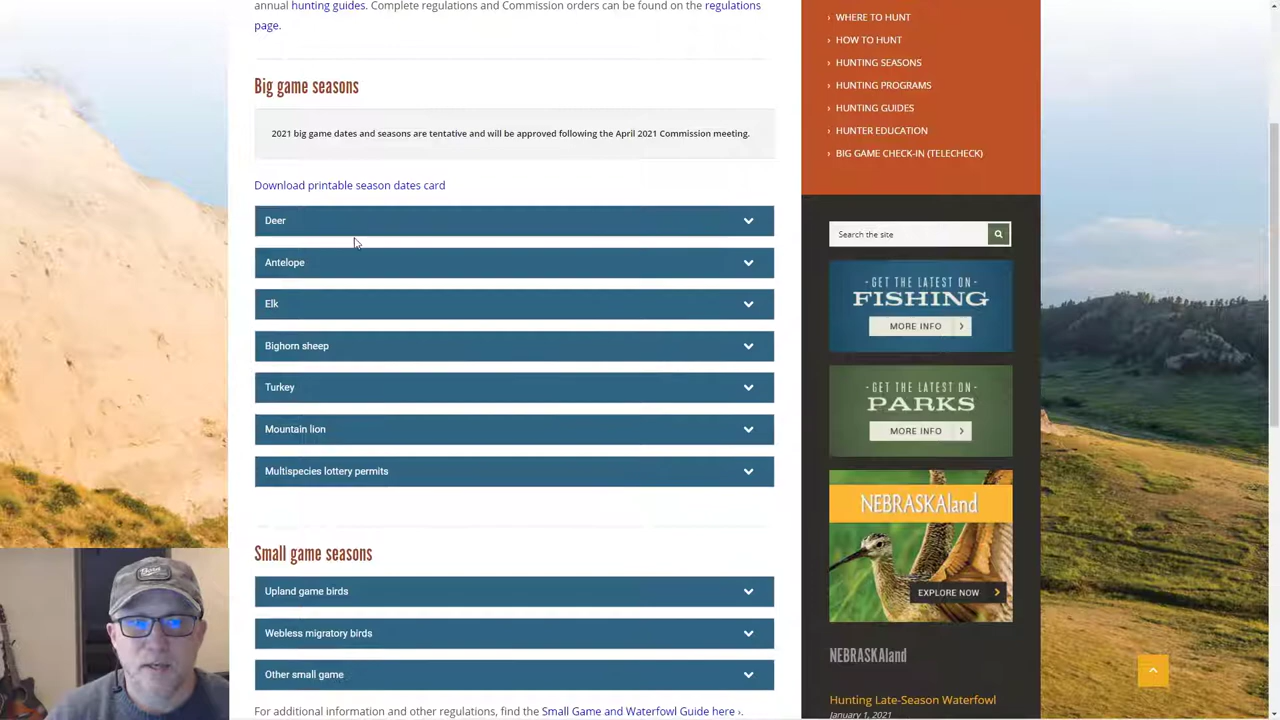 annual hunting guides. Complete regulations and Commission orders can be found on the regulations
page.
Big game seasons
2021 big game dates and seasons are tentative and will be approved following the April 2021 Commission meeting.
Download printable season dates card
Deer
Antelope
Elk
Bighorn sheep
Turkey
Mountain lion
Multispecies lottery permits
Small game seasons
Upland game birds
Webless migratory birds
Other small game
For additional information and other regulations, find the Small Game and Waterfowl Guide here ›.
› WHERE TO HUNT
› HOW TO HUNT
› HUNTING SEASONS
› HUNTING PROGRAMS
› HUNTING GUIDES
› HUNTER EDUCATION
› BIG GAME CHECK-IN (TELECHECK)
Search the site
- GET THE LATEST ON -
FISHING
MORE INFO >
- GET THE LATEST ON -
PARKS
MORE INFO >
NEBRASKAland
EXPLORE NOW >
NEBRASKAland
Hunting Late-Season Waterfowl
January 1, 2021